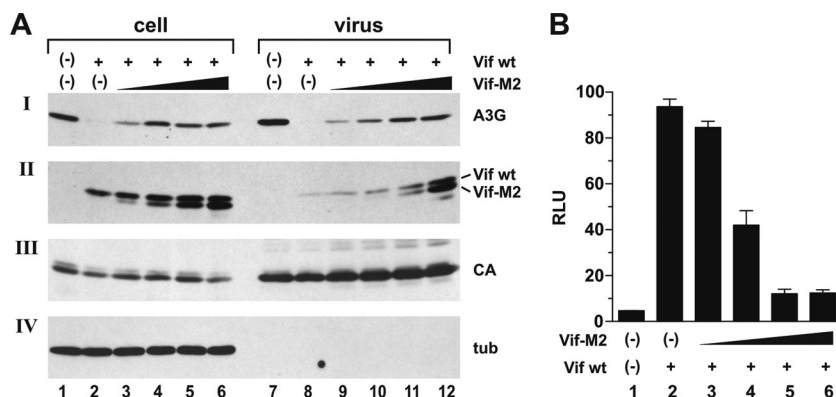 A
cell virus
(-) + + + + + (-) + + + + + Vif wt
(-) (-) (-) (-) Vif-M2
I A3G
II Vif wt
Vif-M2
III CA
IV tub
1 2 3 4 5 6 7 8 9 10 11 12
B
RLU
100
80
60
40
20
0
Vif-M2 (-) (-)
Vif wt (-) + + + + +
1 2 3 4 5 6